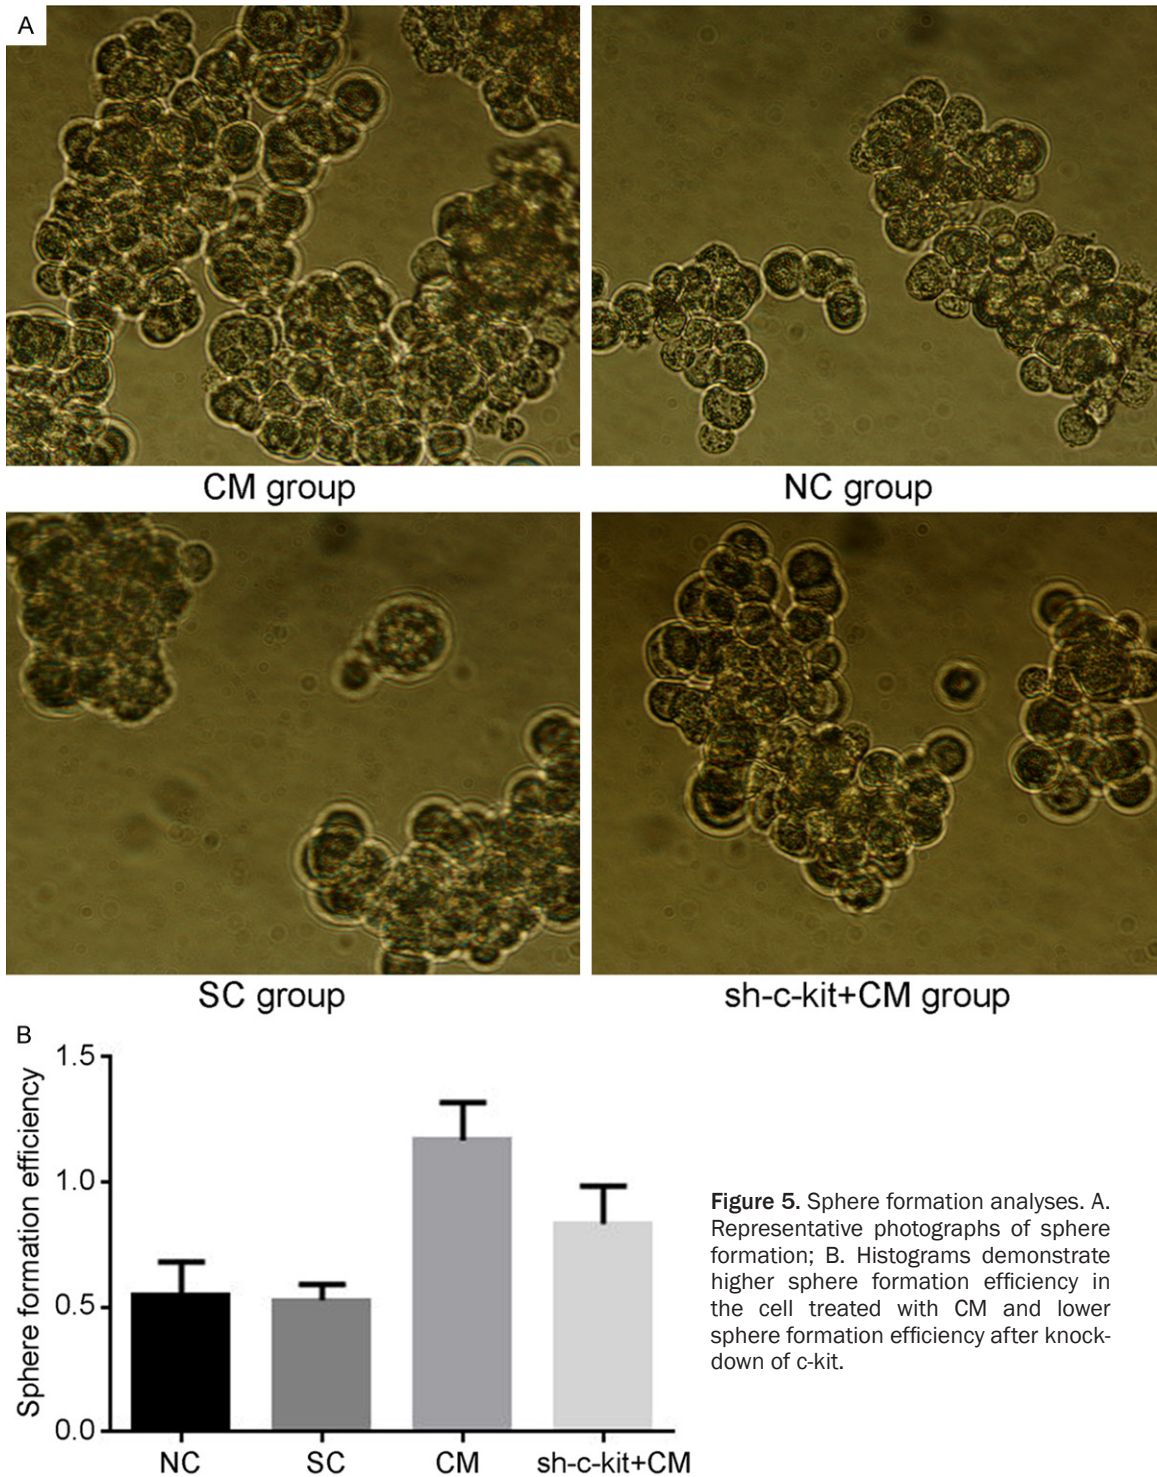 A
CM group
NC group
SC group
sh-c-kit+CM group
B
Sphere formation efficiency
1.5
1.0
0.5
0.0
NC
SC
CM
sh-c-kit+CM
Figure 5. Sphere formation analyses. A.
Representative photographs of sphere
formation; B. Histograms demonstrate
higher sphere formation efficiency in
the cell treated with CM and lower
sphere formation efficiency after knock-
down of c-kit.